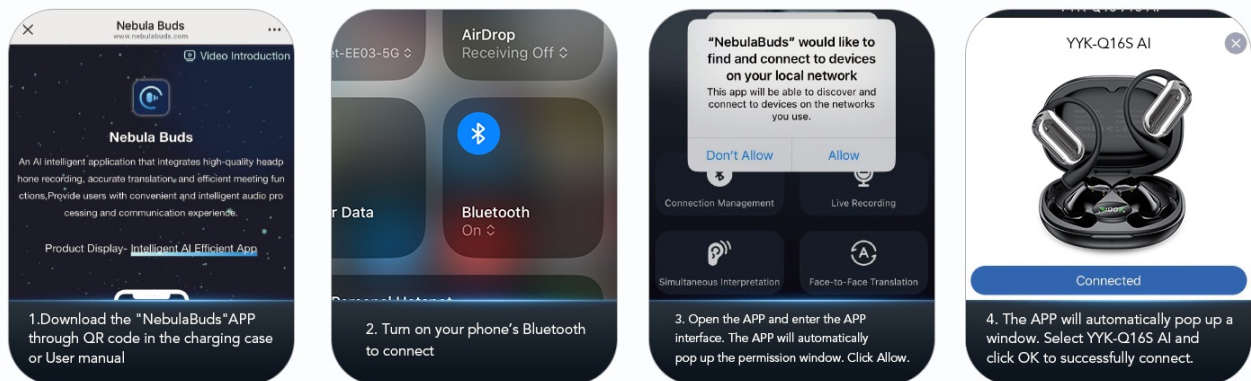 Nebula Buds
www.nebulabuds.com
Video Introduction
Nebula Buds
An AI intelligent application that integrates high-quality headp
hone recording, accurate translation, and efficient meeting fun
ctions,Provide users with convenient and intelligent audio pro
cessing and communication experience.
Product Display- Intelligent AI Efficient App
1.Download the "NebulaBuds"APP
through QR code in the charging case
or User manual
AirDrop
Receiving Off
-EE03-5G
Data
Bluetooth
On
2. Turn on your phone's Bluetooth
to connect
"NebulaBuds" would like to
find and connect to devices
on your local network
This app will be able to discover and
connect to devices on the networks
you use.
Don't Allow
Allow
Connection Management
Live Recording
Simultaneous Interpretation
Face-to-Face Translation
3. Open the APP and enter the APP
interface. The APP will automatically
pop up the permission window. Click Allow.
YYK-Q16S AI
Connected
4. The APP will automatically pop up a
window. Select YYK-Q16S AI and
click OK to successfully connect.